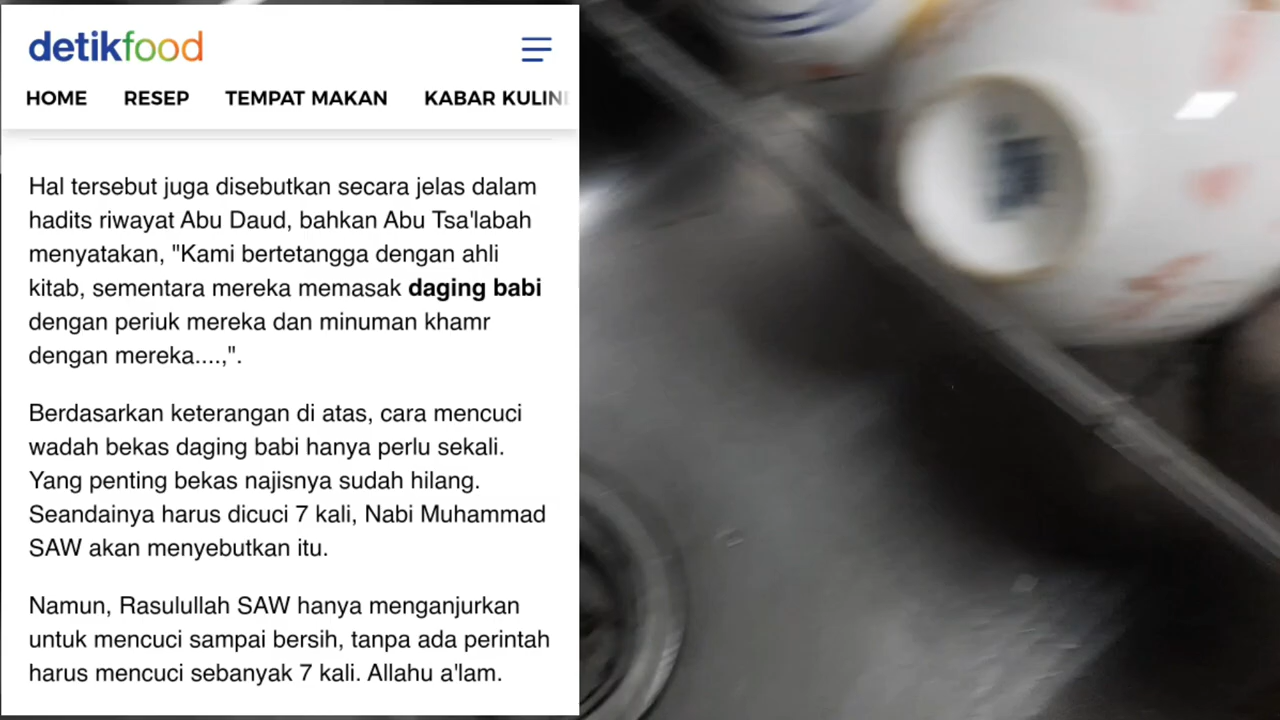 detikfood
HOME RESEP TEMPAT MAKAN KABAR KULIN
Hal tersebut juga disebutkan secara jelas dalam
hadits riwayat Abu Daud, bahkan Abu Tsa'labah
menyatakan, "Kami bertetangga dengan ahli
kitab, sementara mereka memasak daging babi
dengan periuk mereka dan minuman khamr
dengan mereka....,".
Berdasarkan keterangan di atas, cara mencuci
wadah bekas daging babi hanya perlu sekali.
Yang penting bekas najisnya sudah hilang.
Seandainya harus dicuci 7 kali, Nabi Muhammad
SAW akan menyebutkan itu.
Namun, Rasulullah SAW hanya menganjurkan
untuk mencuci sampai bersih, tanpa ada perintah
harus mencuci sebanyak 7 kali. Allahu a'lam.